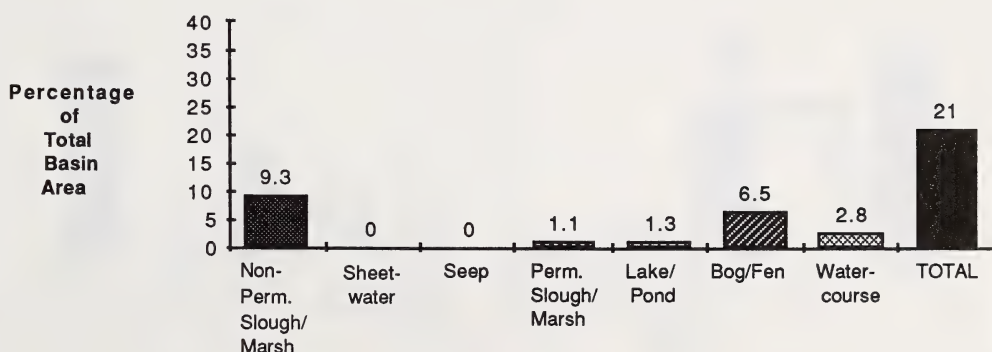 Percentage
of
Total
Basin
Area
40
35
30
25
20
15
10
5
0
9.3
0
0
1.1
1.3
6.5
2.8
21
Non-
Perm.
Slough/
Marsh
Sheet-
water
Seep
Perm.
Slough/
Marsh
Lake/
Pond
Bog/Fen
Water-
course
TOTAL